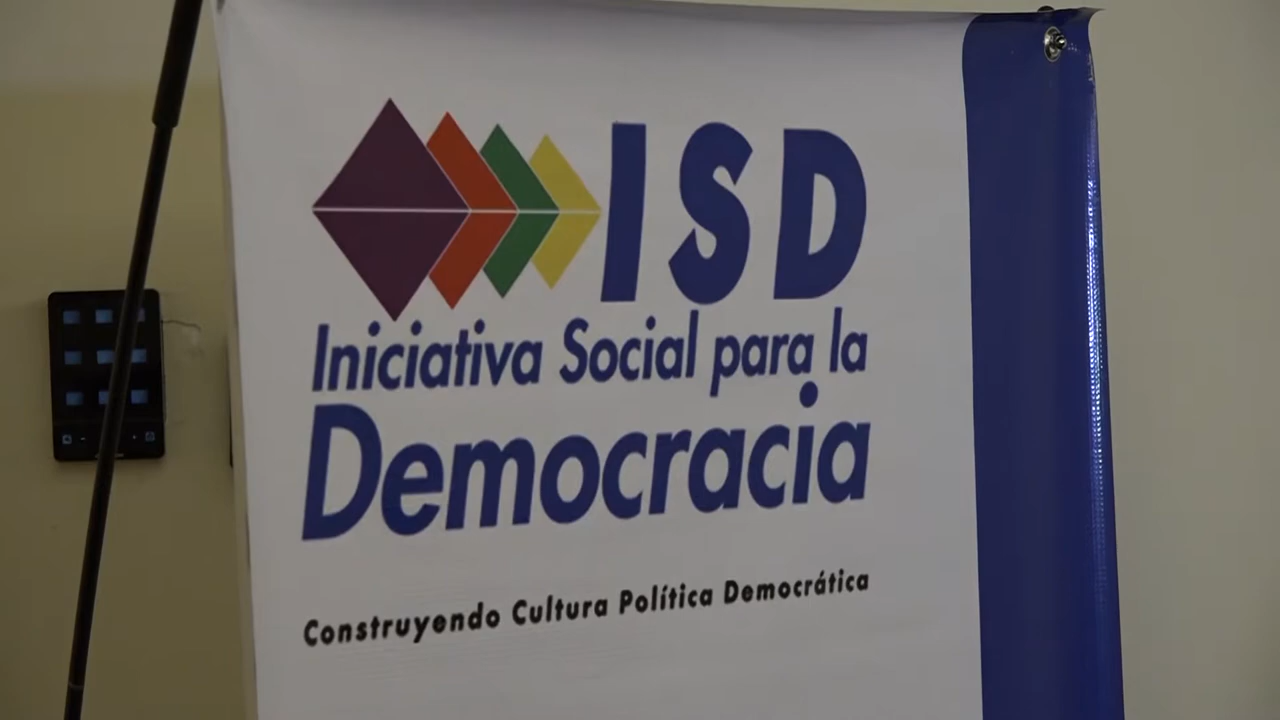 ISD
Iniciativa Social para la
Democracia
Construyendo Cultura Política Democrática